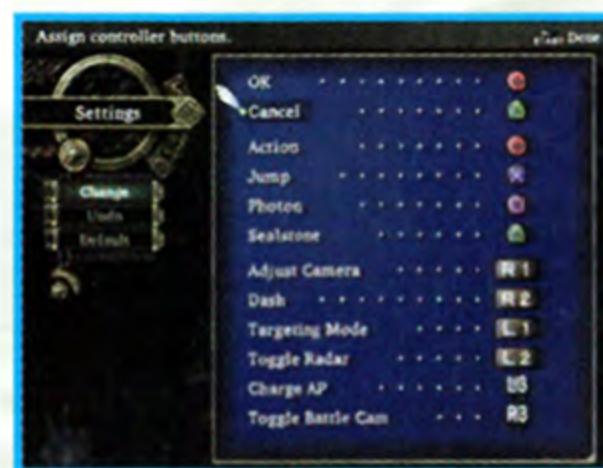 Assign controller buttons.
START Done
Settings
Change
Undo
Default
OK
Cancel
Action
Jump
Photon
Sealstone
Adjust Camera R1
Dash R2
Targeting Mode L1
Toggle Radar L2
Charge AP L3
Toggle Battle Cam R3